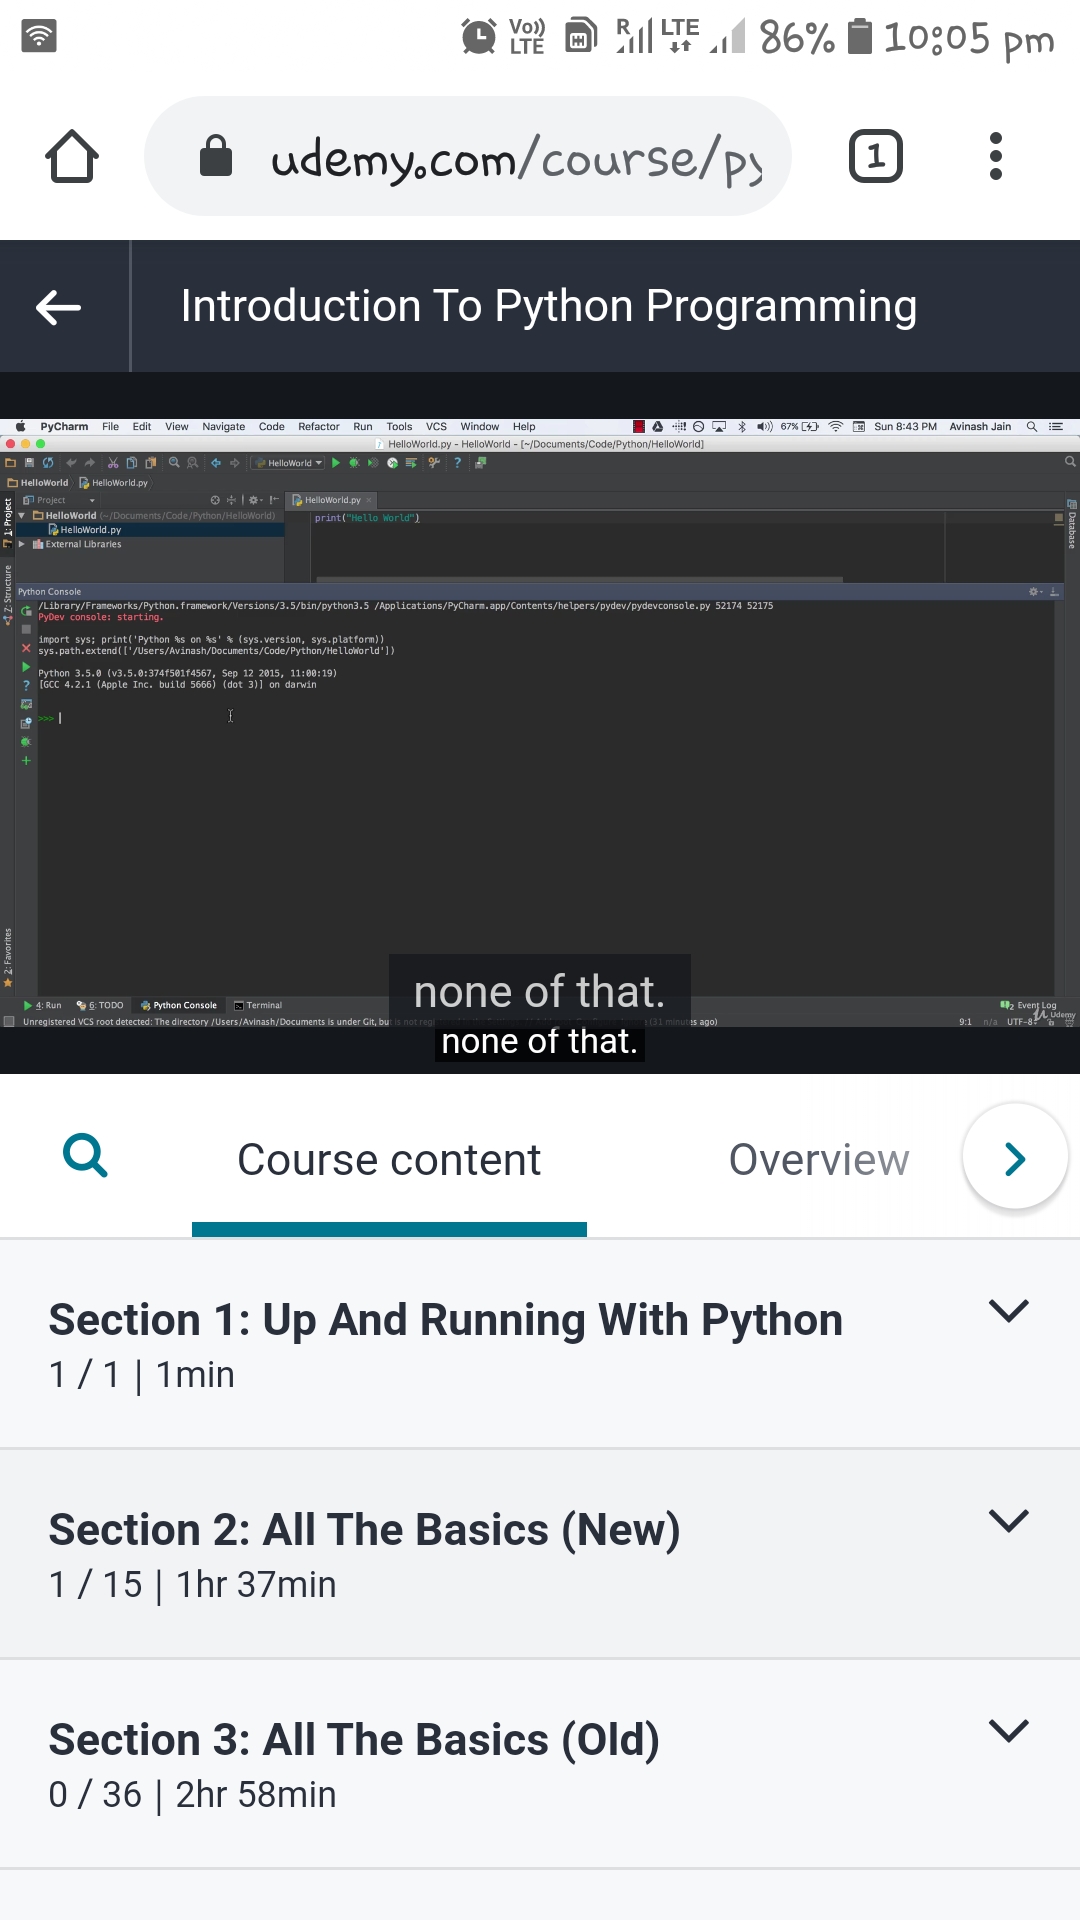 Vo)) LTE R LTE 86% 10:05 pm
udemy.com/course/py
1
Introduction To Python Programming
PyCharm File Edit View Navigate Code Refactor Run Tools VCS Window Help 67% Sun 8:43 PM Avinash Jain
HelloWorld.py - HelloWorld - [~/Documents/Code/Python/HelloWorld]
HelloWorld
HelloWorld HelloWorld.py
Project HelloWorld.py
1: Project
HelloWorld (~/Documents/Code/Python/HelloWorld)
print("Hello World")
HelloWorld.py
External Libraries
Database
Z: Structure
Python Console
/Library/Frameworks/Python.framework/Versions/3.5/bin/python3.5 /Applications/PyCharm.app/Contents/helpers/pydev/pydevconsole.py 52174 52175
PyDev console: starting.
import sys; print('Python %s on %s' % (sys.version, sys.platform))
sys.path.extend(['/Users/Avinash/Documents/Code/Python/HelloWorld'])
Python 3.5.0 (v3.5.0:374f501f4567, Sep 12 2015, 11:00:19)
[GCC 4.2.1 (Apple Inc. build 5666) (dot 3)] on darwin
>>>
2: Favorites
none of that.
4: Run 6: TODO Python Console Terminal 2 Event Log
Unregistered VCS root detected: The directory /Users/Avinash/Documents is under Git, but is not (31 minutes ago) 9:1 n/a UTF-8
Udemy
none of that.
Course content Overview
Section 1: Up And Running With Python
1 / 1 | 1min
Section 2: All The Basics (New)
1 / 15 | 1hr 37min
Section 3: All The Basics (Old)
0 / 36 | 2hr 58min